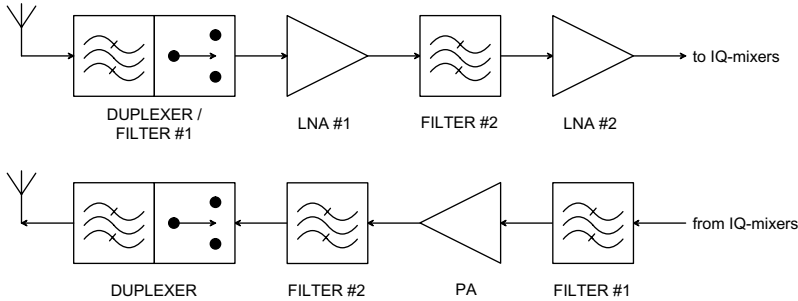 to IQ-mixers
DUPLEXER /
FILTER #1
LNA #1
FILTER #2
LNA #2
from IQ-mixers
DUPLEXER
FILTER #2
PA
FILTER #1